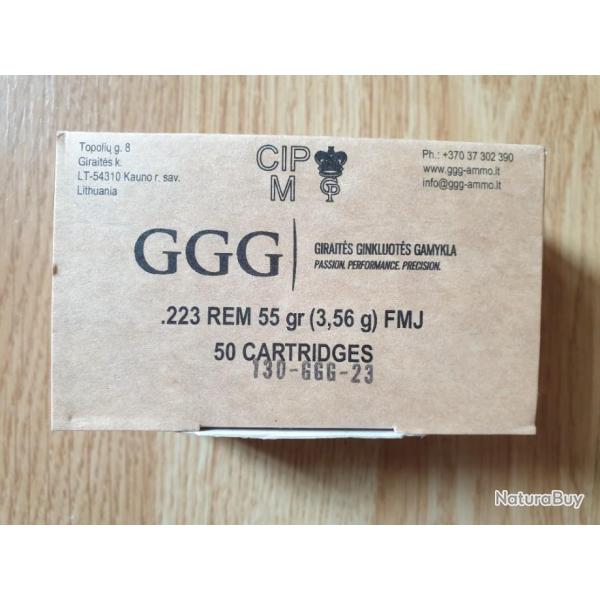 Topolių g. 8
Giraitės k.
LT-54310 Kauno r. sav.
Lithuania
CIP
M
GP
Ph.: +370 37 302 390
www.ggg-ammo.lt
info@ggg-ammo.lt
GGG
GIRAITĖS GINKLUOTĖS GAMYKLA
PASSION. PERFORMANCE. PRECISION.
.223 REM 55 gr (3,56 g) FMJ
50 CARTRIDGES
130-GGG-23
NaturaBuy